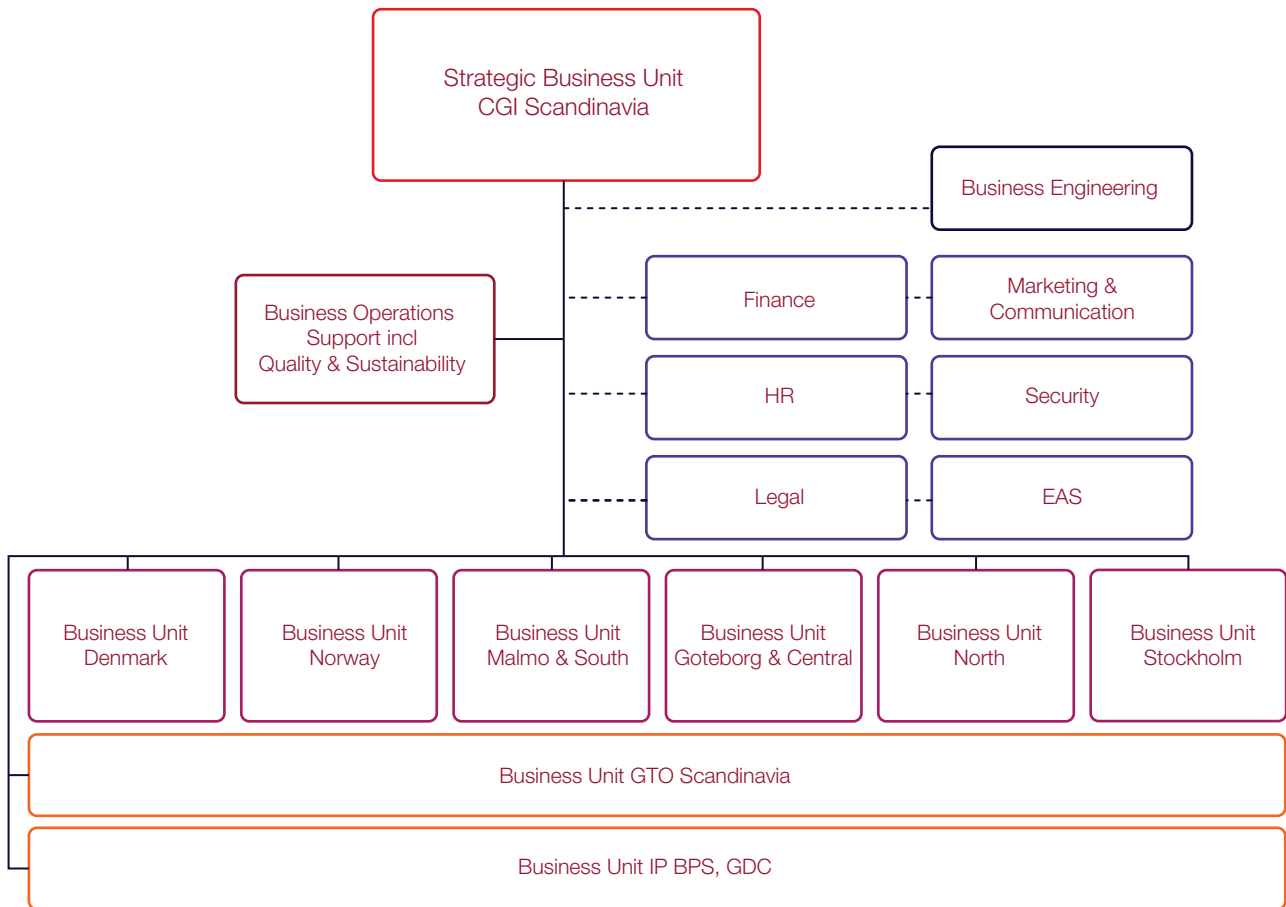 Strategic Business Unit
CGI Scandinavia
Business Engineering
Business Operations
Support incl
Quality & Sustainability
Finance
Marketing &
Communication
HR
Security
Legal
EAS
Business Unit
Denmark
Business Unit
Norway
Business Unit
Malmo & South
Business Unit
Goteborg & Central
Business Unit
North
Business Unit
Stockholm
Business Unit GTO Scandinavia
Business Unit IP BPS, GDC